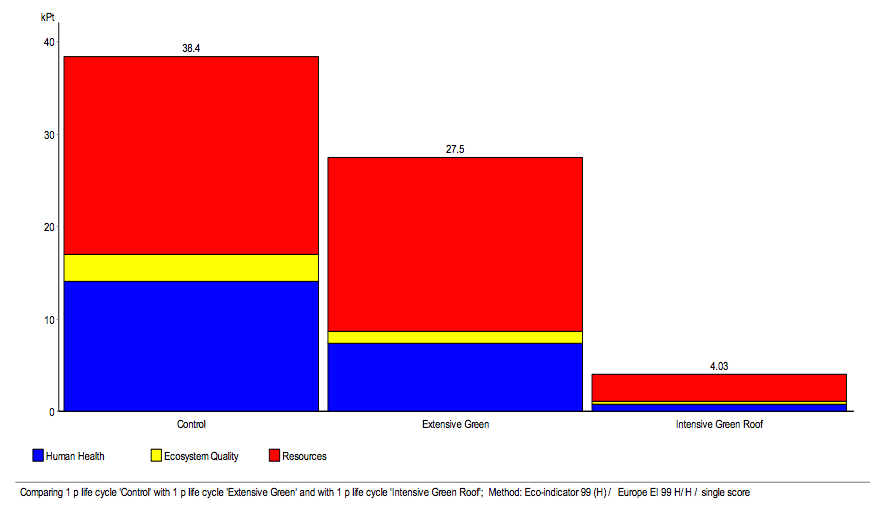 kPt
40
30
20
10
0
38.4
27.5
4.03
Control
Extensive Green
Intensive Green Roof
Human Health
Ecosystem Quality
Resources
Comparing 1 p life cycle 'Control' with 1 p life cycle 'Extensive Green' and with 1 p life cycle 'Intensive Green Roof'; Method: Eco-indicator 99 (H) / Europe EI 99 H/H / single score